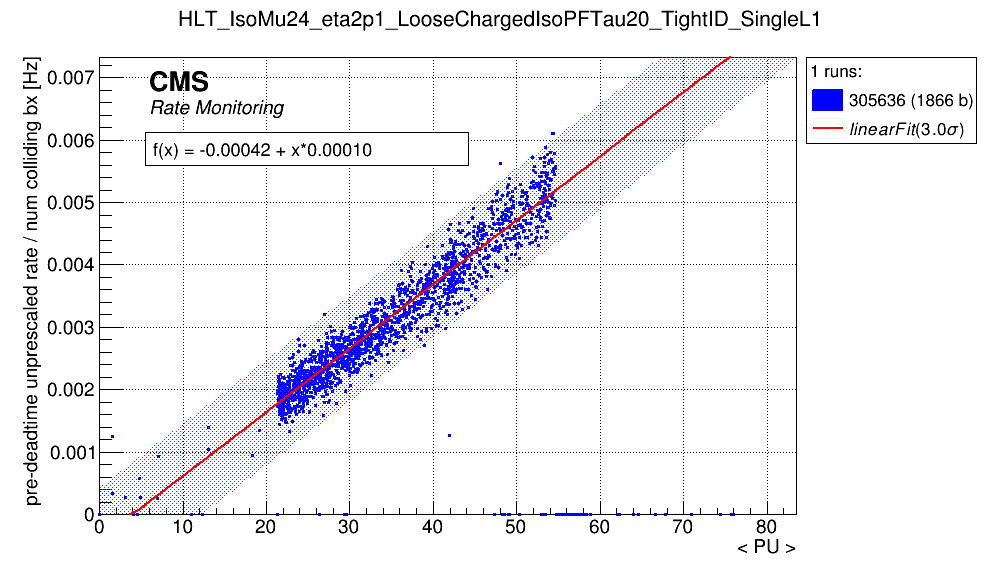 HLT_IsoMu24_eta2p1_LooseChargedIsoPFTau20_TightID_SingleL1
pre-deadtime unprescaled rate / num colliding bx [Hz]
CMS
Rate Monitoring
f(x) = -0.00042 + x*0.00010
0.007
0.006
0.005
0.004
0.003
0.002
0.001
0
0 10 20 30 40 50 60 70 80
< PU >
1 runs:
305636 (1866 b)
linearFit(3.0σ)